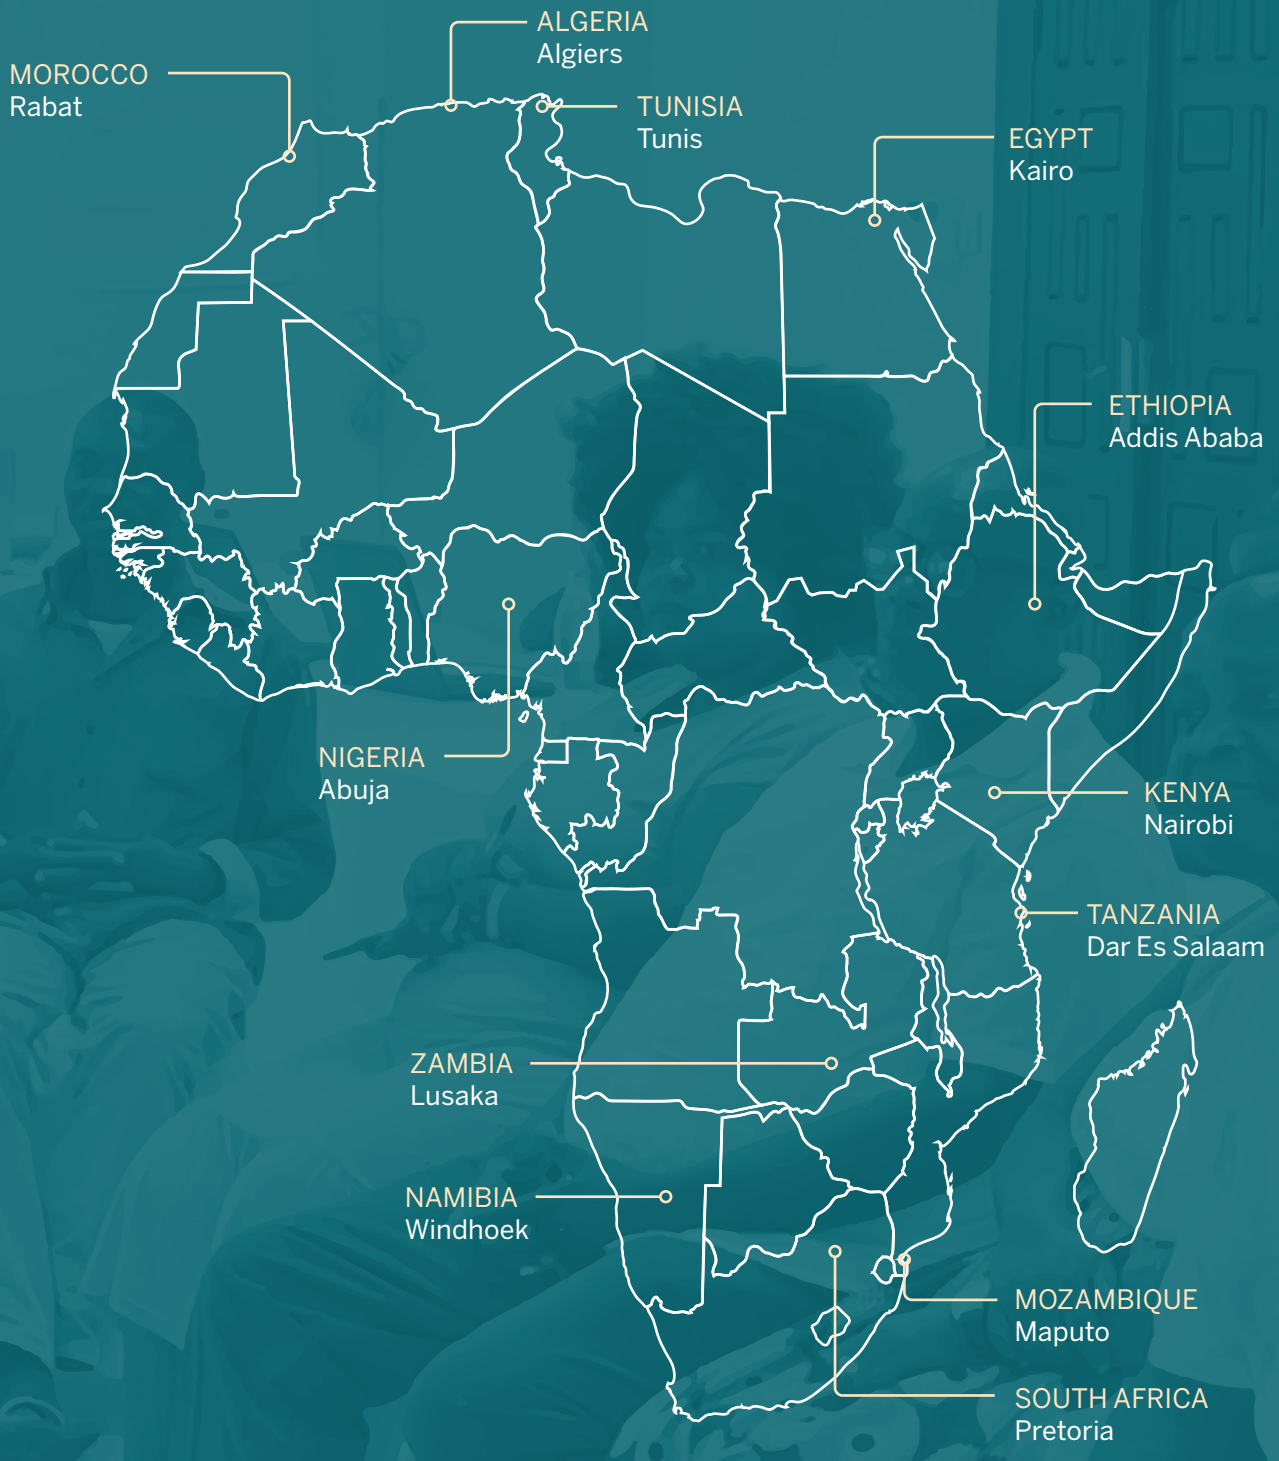 ALGERIA
Algiers
MOROCCO
Rabat
TUNISIA
Tunis
EGYPT
Kairo
ETHIOPIA
Addis Ababa
NIGERIA
Abuja
KENYA
Nairobi
TANZANIA
Dar Es Salaam
ZAMBIA
Lusaka
NAMIBIA
Windhoek
MOZAMBIQUE
Maputo
SOUTH AFRICA
Pretoria